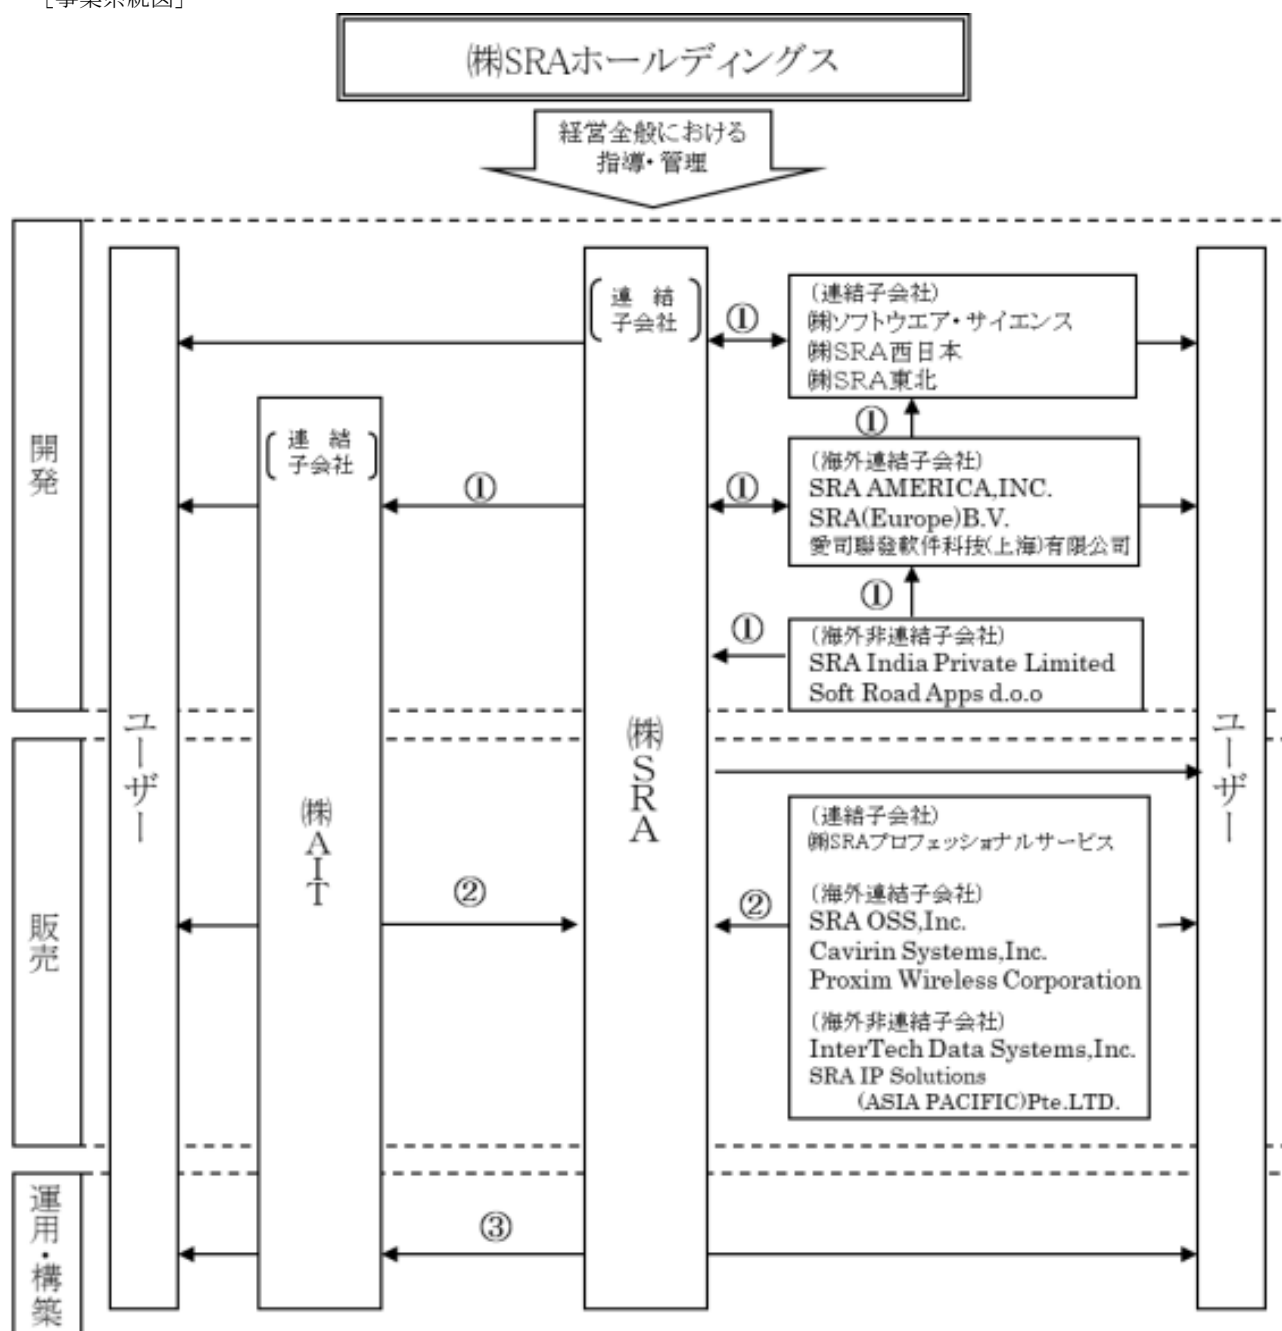 [事業系統図]
㈱SRAホールディングス
経営全般における
指導・管理
開発
ユーザー
連結
子会社
㈱AIT
連結
子会社
㈱SRA
①
(連結子会社)
㈱ソフトウエア・サイエンス
㈱SRA西日本
㈱SRA東北
①
①
①
(海外連結子会社)
SRA AMERICA,INC.
SRA(Europe)B.V.
愛司聯發軟件科技(上海)有限公司
①
①
(海外非連結子会社)
SRA India Private Limited
Soft Road Apps d.o.o
ユーザー
販売
②
②
(連結子会社)
㈱SRAプロフェッショナルサービス
(海外連結子会社)
SRA OSS,Inc.
Cavirin Systems,Inc.
Proxim Wireless Corporation
(海外非連結子会社)
InterTech Data Systems,Inc.
SRA IP Solutions
(ASIA PACIFIC)Pte.LTD.
運用・構築
③